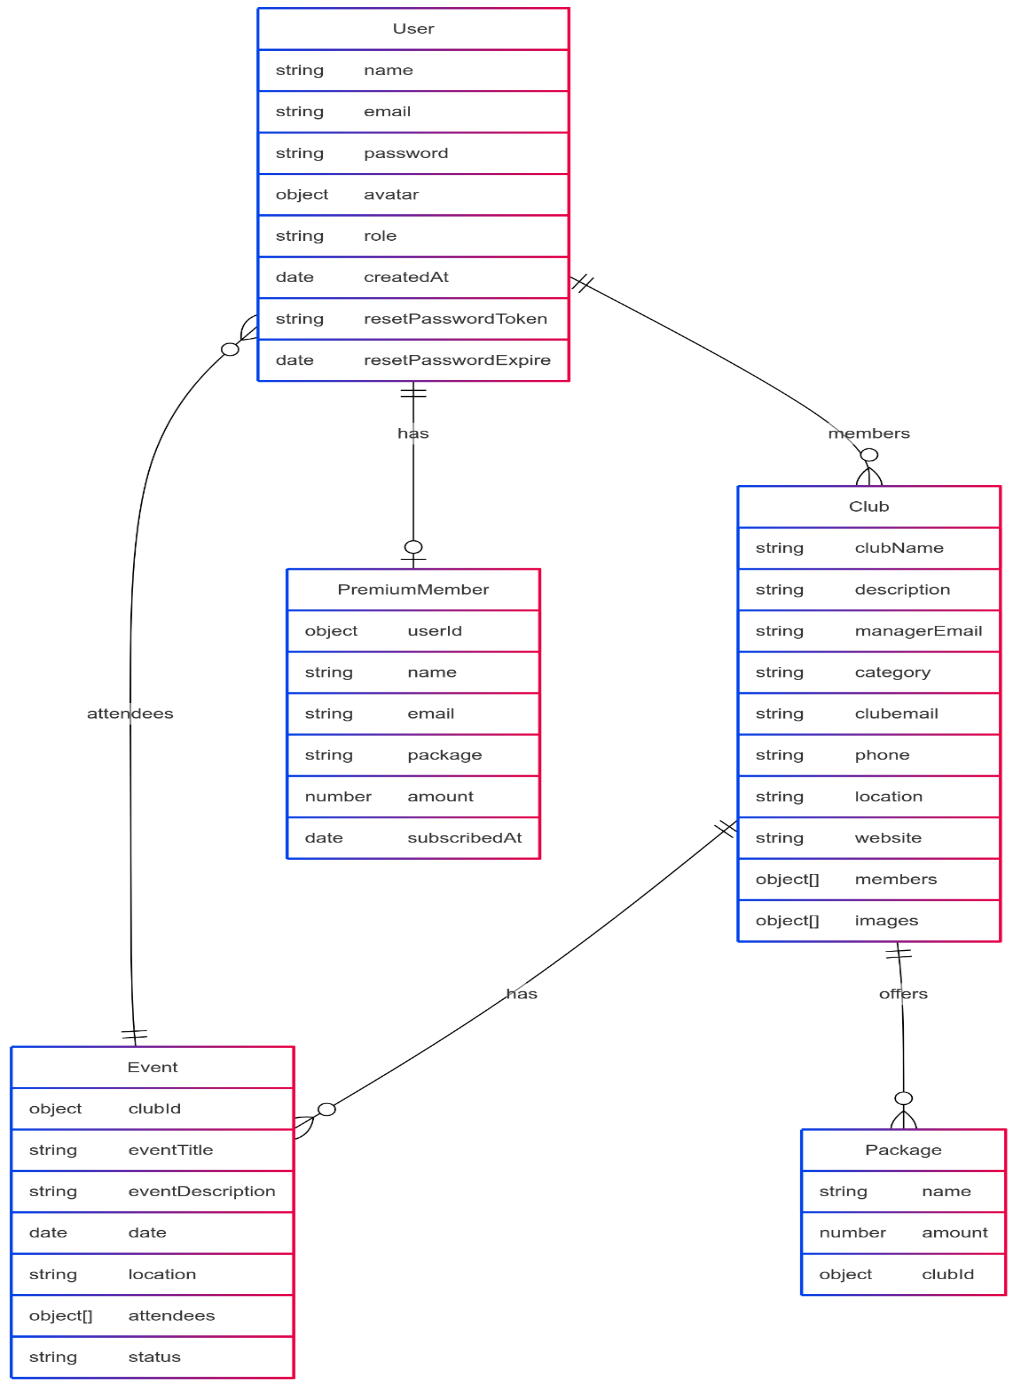 User
string name
string email
string password
object avatar
string role
date createdAt
string resetPasswordToken
date resetPasswordExpire
has
members
Club
string clubName
string description
string managerEmail
string category
string clubemail
string phone
string location
string website
object[] members
object[] images
PremiumMember
object userId
string name
string email
string package
number amount
date subscribedAt
attendees
has
offers
Event
object clubId
string eventTitle
string eventDescription
date date
string location
object[] attendees
string status
Package
string name
number amount
object clubId